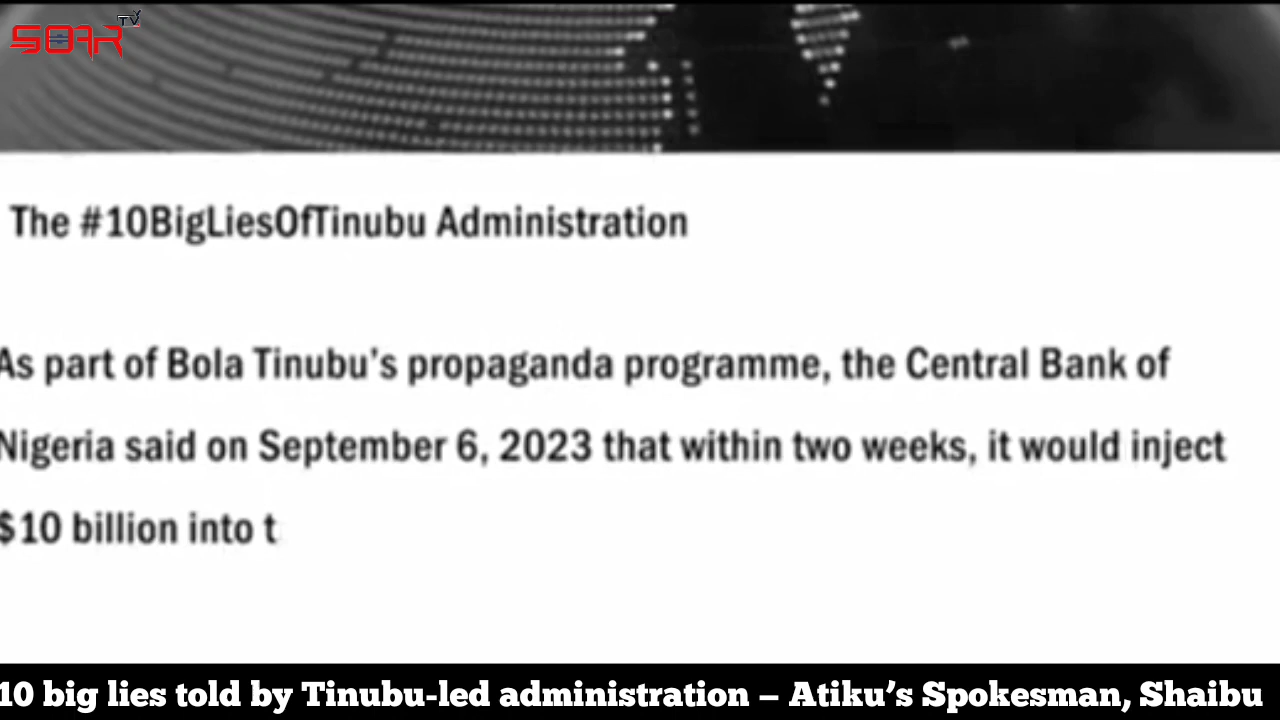 SOAR
TV
The #10BigLiesOfTinubu Administration
As part of Bola Tinubu's propaganda programme, the Central Bank of
Nigeria said on September 6, 2023 that within two weeks, it would inject
$10 billion into t
10 big lies told by Tinubu-led administration – Atiku’s Spokesman, Shaibu